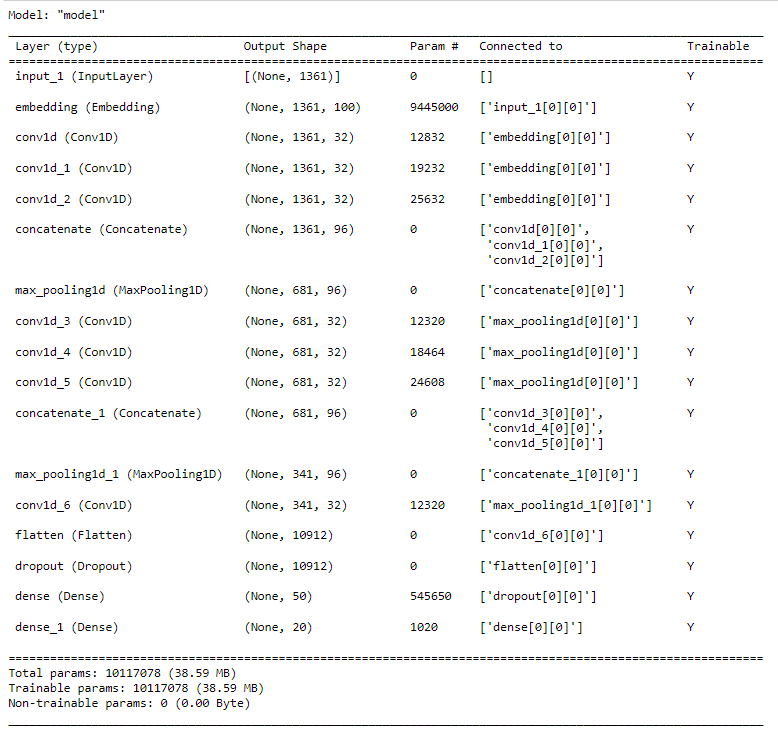 Model: "model"
Layer (type) Output Shape Param # Connected to Trainable
input_1 (InputLayer) [(None, 1361)] 0 [] Y
embedding (Embedding) (None, 1361, 100) 9445000 ['input_1[0][0]'] Y
conv1d (Conv1D) (None, 1361, 32) 12832 ['embedding[0][0]'] Y
conv1d_1 (Conv1D) (None, 1361, 32) 19232 ['embedding[0][0]'] Y
conv1d_2 (Conv1D) (None, 1361, 32) 25632 ['embedding[0][0]'] Y
concatenate (Concatenate) (None, 1361, 96) 0 ['conv1d[0][0]', Y
'conv1d_1[0][0]',
'conv1d_2[0][0]']
max_pooling1d (MaxPooling1D) (None, 681, 96) 0 ['concatenate[0][0]'] Y
conv1d_3 (Conv1D) (None, 681, 32) 12320 ['max_pooling1d[0][0]'] Y
conv1d_4 (Conv1D) (None, 681, 32) 18464 ['max_pooling1d[0][0]'] Y
conv1d_5 (Conv1D) (None, 681, 32) 24608 ['max_pooling1d[0][0]'] Y
concatenate_1 (Concatenate) (None, 681, 96) 0 ['conv1d_3[0][0]', Y
'conv1d_4[0][0]',
'conv1d_5[0][0]']
max_pooling1d_1 (MaxPooling1D) (None, 341, 96) 0 ['concatenate_1[0][0]'] Y
conv1d_6 (Conv1D) (None, 341, 32) 12320 ['max_pooling1d_1[0][0]'] Y
flatten (Flatten) (None, 10912) 0 ['conv1d_6[0][0]'] Y
dropout (Dropout) (None, 10912) 0 ['flatten[0][0]'] Y
dense (Dense) (None, 50) 545650 ['dropout[0][0]'] Y
dense_1 (Dense) (None, 20) 1020 ['dense[0][0]'] Y
Total params: 10117078 (38.59 MB)
Trainable params: 10117078 (38.59 MB)
Non-trainable params: 0 (0.00 Byte)